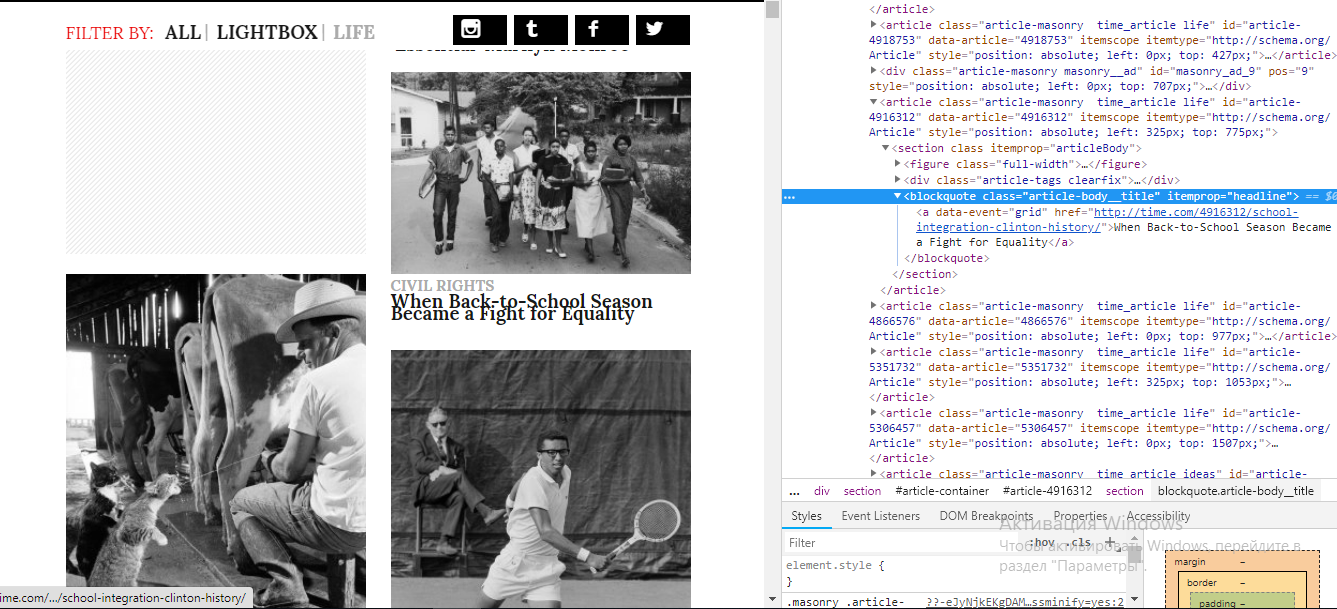 FILTER BY: ALL | LIGHTBOX | LIFE
Essential Marilyn Monroe
CIVIL RIGHTS
When Back-to-School Season
Became a Fight for Equality
ime.com/.../school-integration-clinton-history/
</article>
▶<article class="article-masonry  time_article life" id="article-
4918753" data-article="4918753" itemscope itemtype="http://schema.org/
Article" style="position: absolute; left: 0px; top: 427px;">…</article>
▶<div class="article-masonry masonry__ad" id="masonry_ad_9" pos="9"
style="position: absolute; left: 0px; top: 707px;">…</div>
▼<article class="article-masonry  time_article life" id="article-
4916312" data-article="4916312" itemscope itemtype="http://schema.org/
Article" style="position: absolute; left: 325px; top: 775px;">
▼<section class itemprop="articleBody">
▶<figure class="full-width">…</figure>
▶<div class="article-tags clearfix">…</div>
… ▼<blockquote class="article-body__title" itemprop="headline"> == $0
<a data-event="grid" href="http://time.com/4916312/school-
integration-clinton-history/">When Back-to-School Season Became
a Fight for Equality</a>
</blockquote>
</section>
</article>
▶<article class="article-masonry  time_article life" id="article-
4866576" data-article="4866576" itemscope itemtype="http://schema.org/
Article" style="position: absolute; left: 0px; top: 977px;">…</article>
▶<article class="article-masonry  time_article life" id="article-
5351732" data-article="5351732" itemscope itemtype="http://schema.org/
Article" style="position: absolute; left: 325px; top: 1053px;">…
</article>
▶<article class="article-masonry  time_article life" id="article-
5306457" data-article="5306457" itemscope itemtype="http://schema.org/
Article" style="position: absolute; left: 0px; top: 1507px;">…
</article>
▶<article class="article-masonry  time_article ideas" id="article-
... div section #article-container #article-4916312 section blockquote.article-body__title
Styles Event Listeners DOM Breakpoints Properties Accessibility
Активация Windows
Чтобы активировать Windows, перейдите в
раздел "Параметры".
Filter :hov .cls +
element.style {
}
.masonry .article- ??-eJyNjkEKgDAM…ssminify=yes:2
margin –
border –
padding –